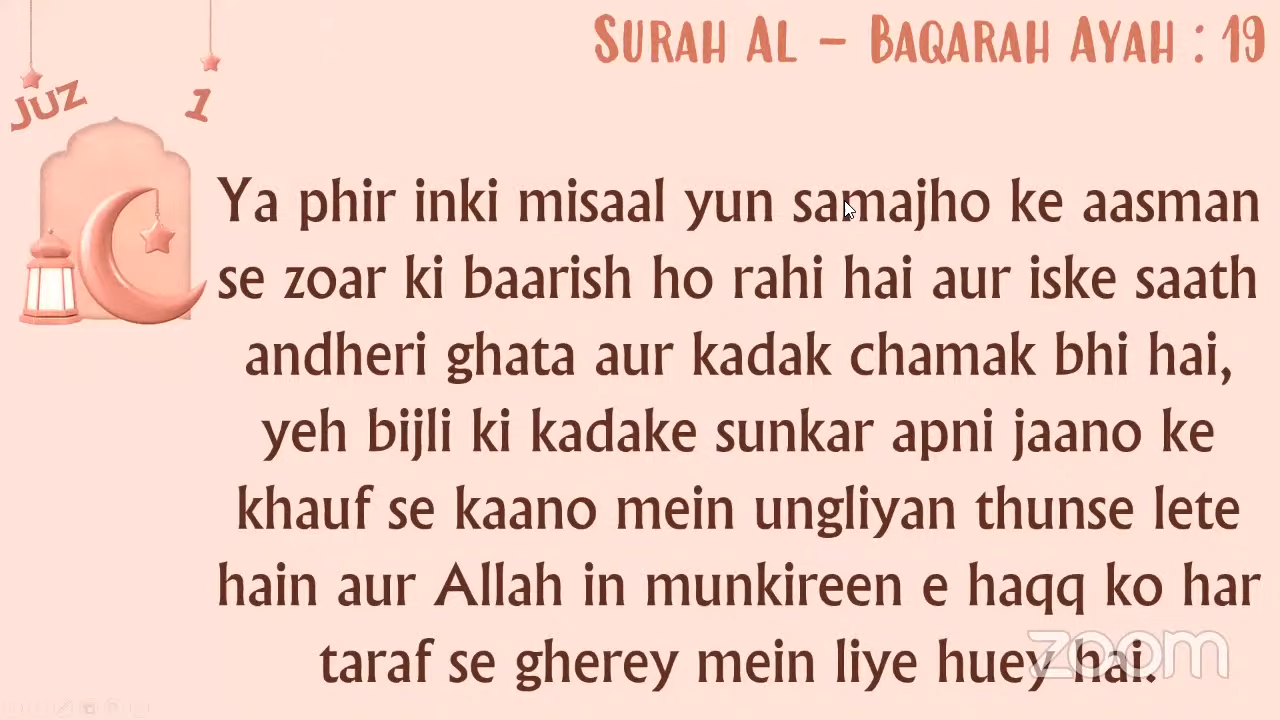 SURAH AL – BAQARAH AYAH : 19
JUZ 1
Ya phir inki misaal yun samajho ke aasman
se zoar ki baarish ho rahi hai aur iske saath
andheri ghata aur kadak chamak bhi hai,
yeh bijli ki kadake sunkar apni jaano ke
khauf se kaano mein ungliyan thunse lete
hain aur Allah in munkireen e haqq ko har
taraf se gherey mein liye huey hai.
zoom